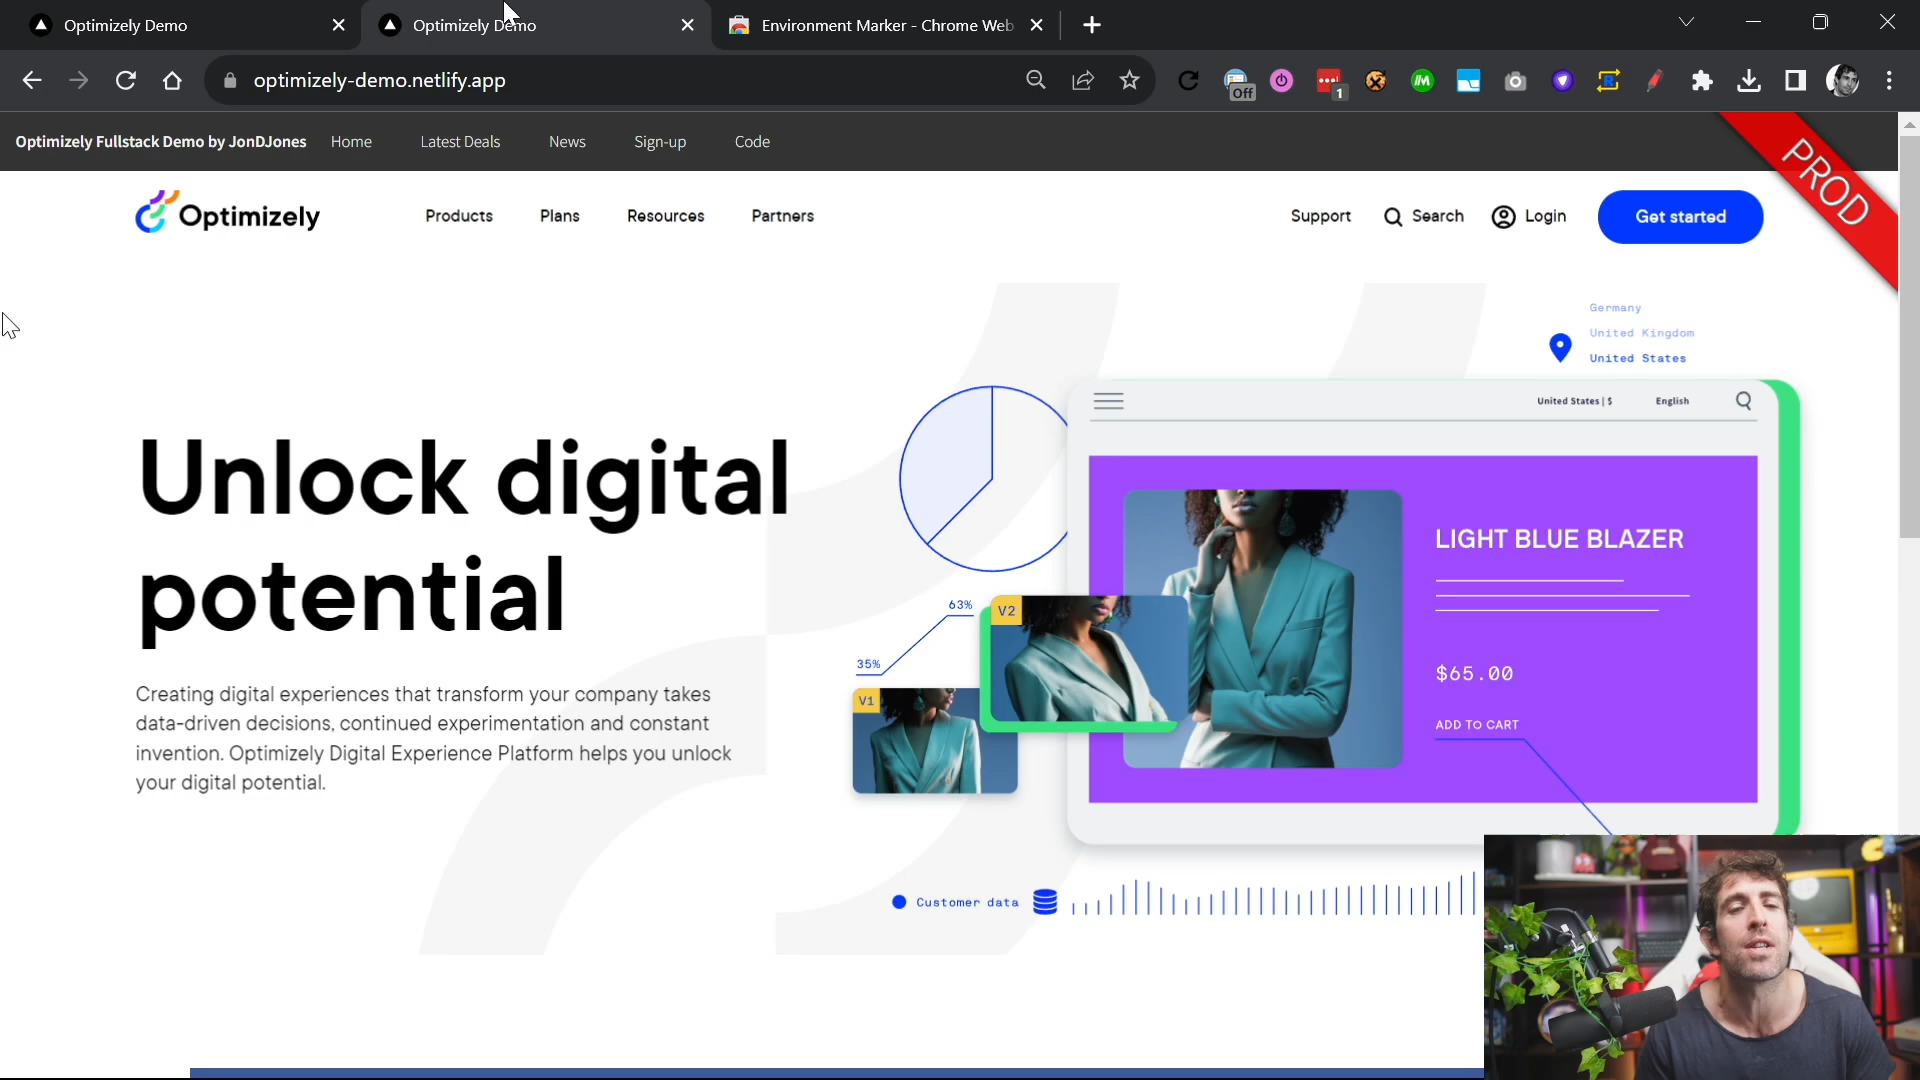 Optimizely Demo
Optimizely Demo
Environment Marker - Chrome Web
optimizely-demo.netlify.app
Off
1
Optimizely Fullstack Demo by JonDJones
Home
Latest Deals
News
Sign-up
Code
PROD
Optimizely
Products
Plans
Resources
Partners
Support
Search
Login
Get started
Germany
United Kingdom
United States
United States | $
English
Unlock digital
potential
LIGHT BLUE BLAZER
63%
V2
35%
V1
$65.00
ADD TO CART
Creating digital experiences that transform your company takes
data-driven decisions, continued experimentation and constant
invention. Optimizely Digital Experience Platform helps you unlock
your digital potential.
Customer data